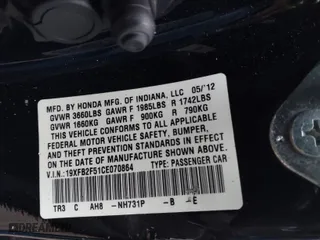 MFD. BY HONDA MFG. OF INDIANA, LLC 05/'12
GVWR 3660LBS GAWR F 1985LBS R 1742LBS
GVWR 1660KG GAWR F 900KG R 790KG
THIS VEHICLE CONFORMS TO ALL APPLICABLE
FEDERAL MOTOR VEHICLE SAFETY, BUMPER,
AND THEFT PREVENTION STANDARDS IN EFFECT
ON THE DATE OF MANUFACTURE SHOWN ABOVE.
V.I.N.: 19XFB2F51CE070864 TYPE: PASSENGER CAR
TR3 C AH8 -NH731P -B E